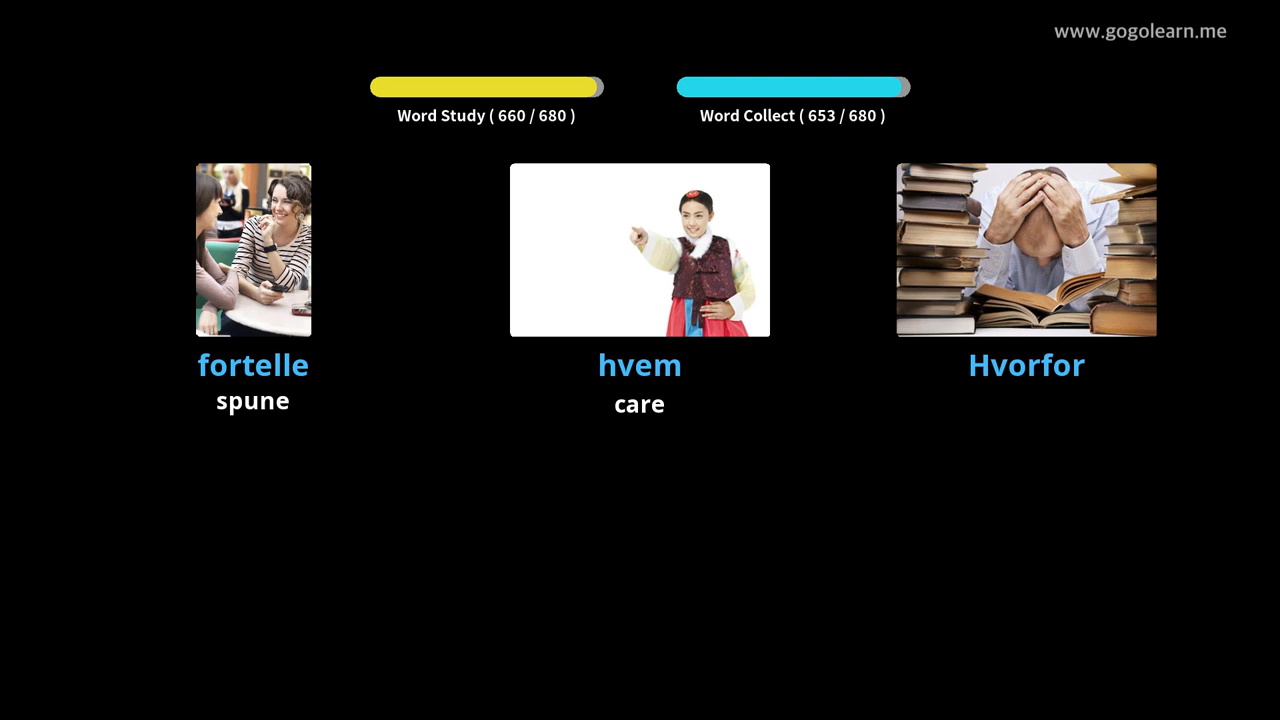 www.gogolearn.me
Word Study ( 660 / 680 )
Word Collect ( 653 / 680 )
fortelle
spune
hvem
care
Hvorfor